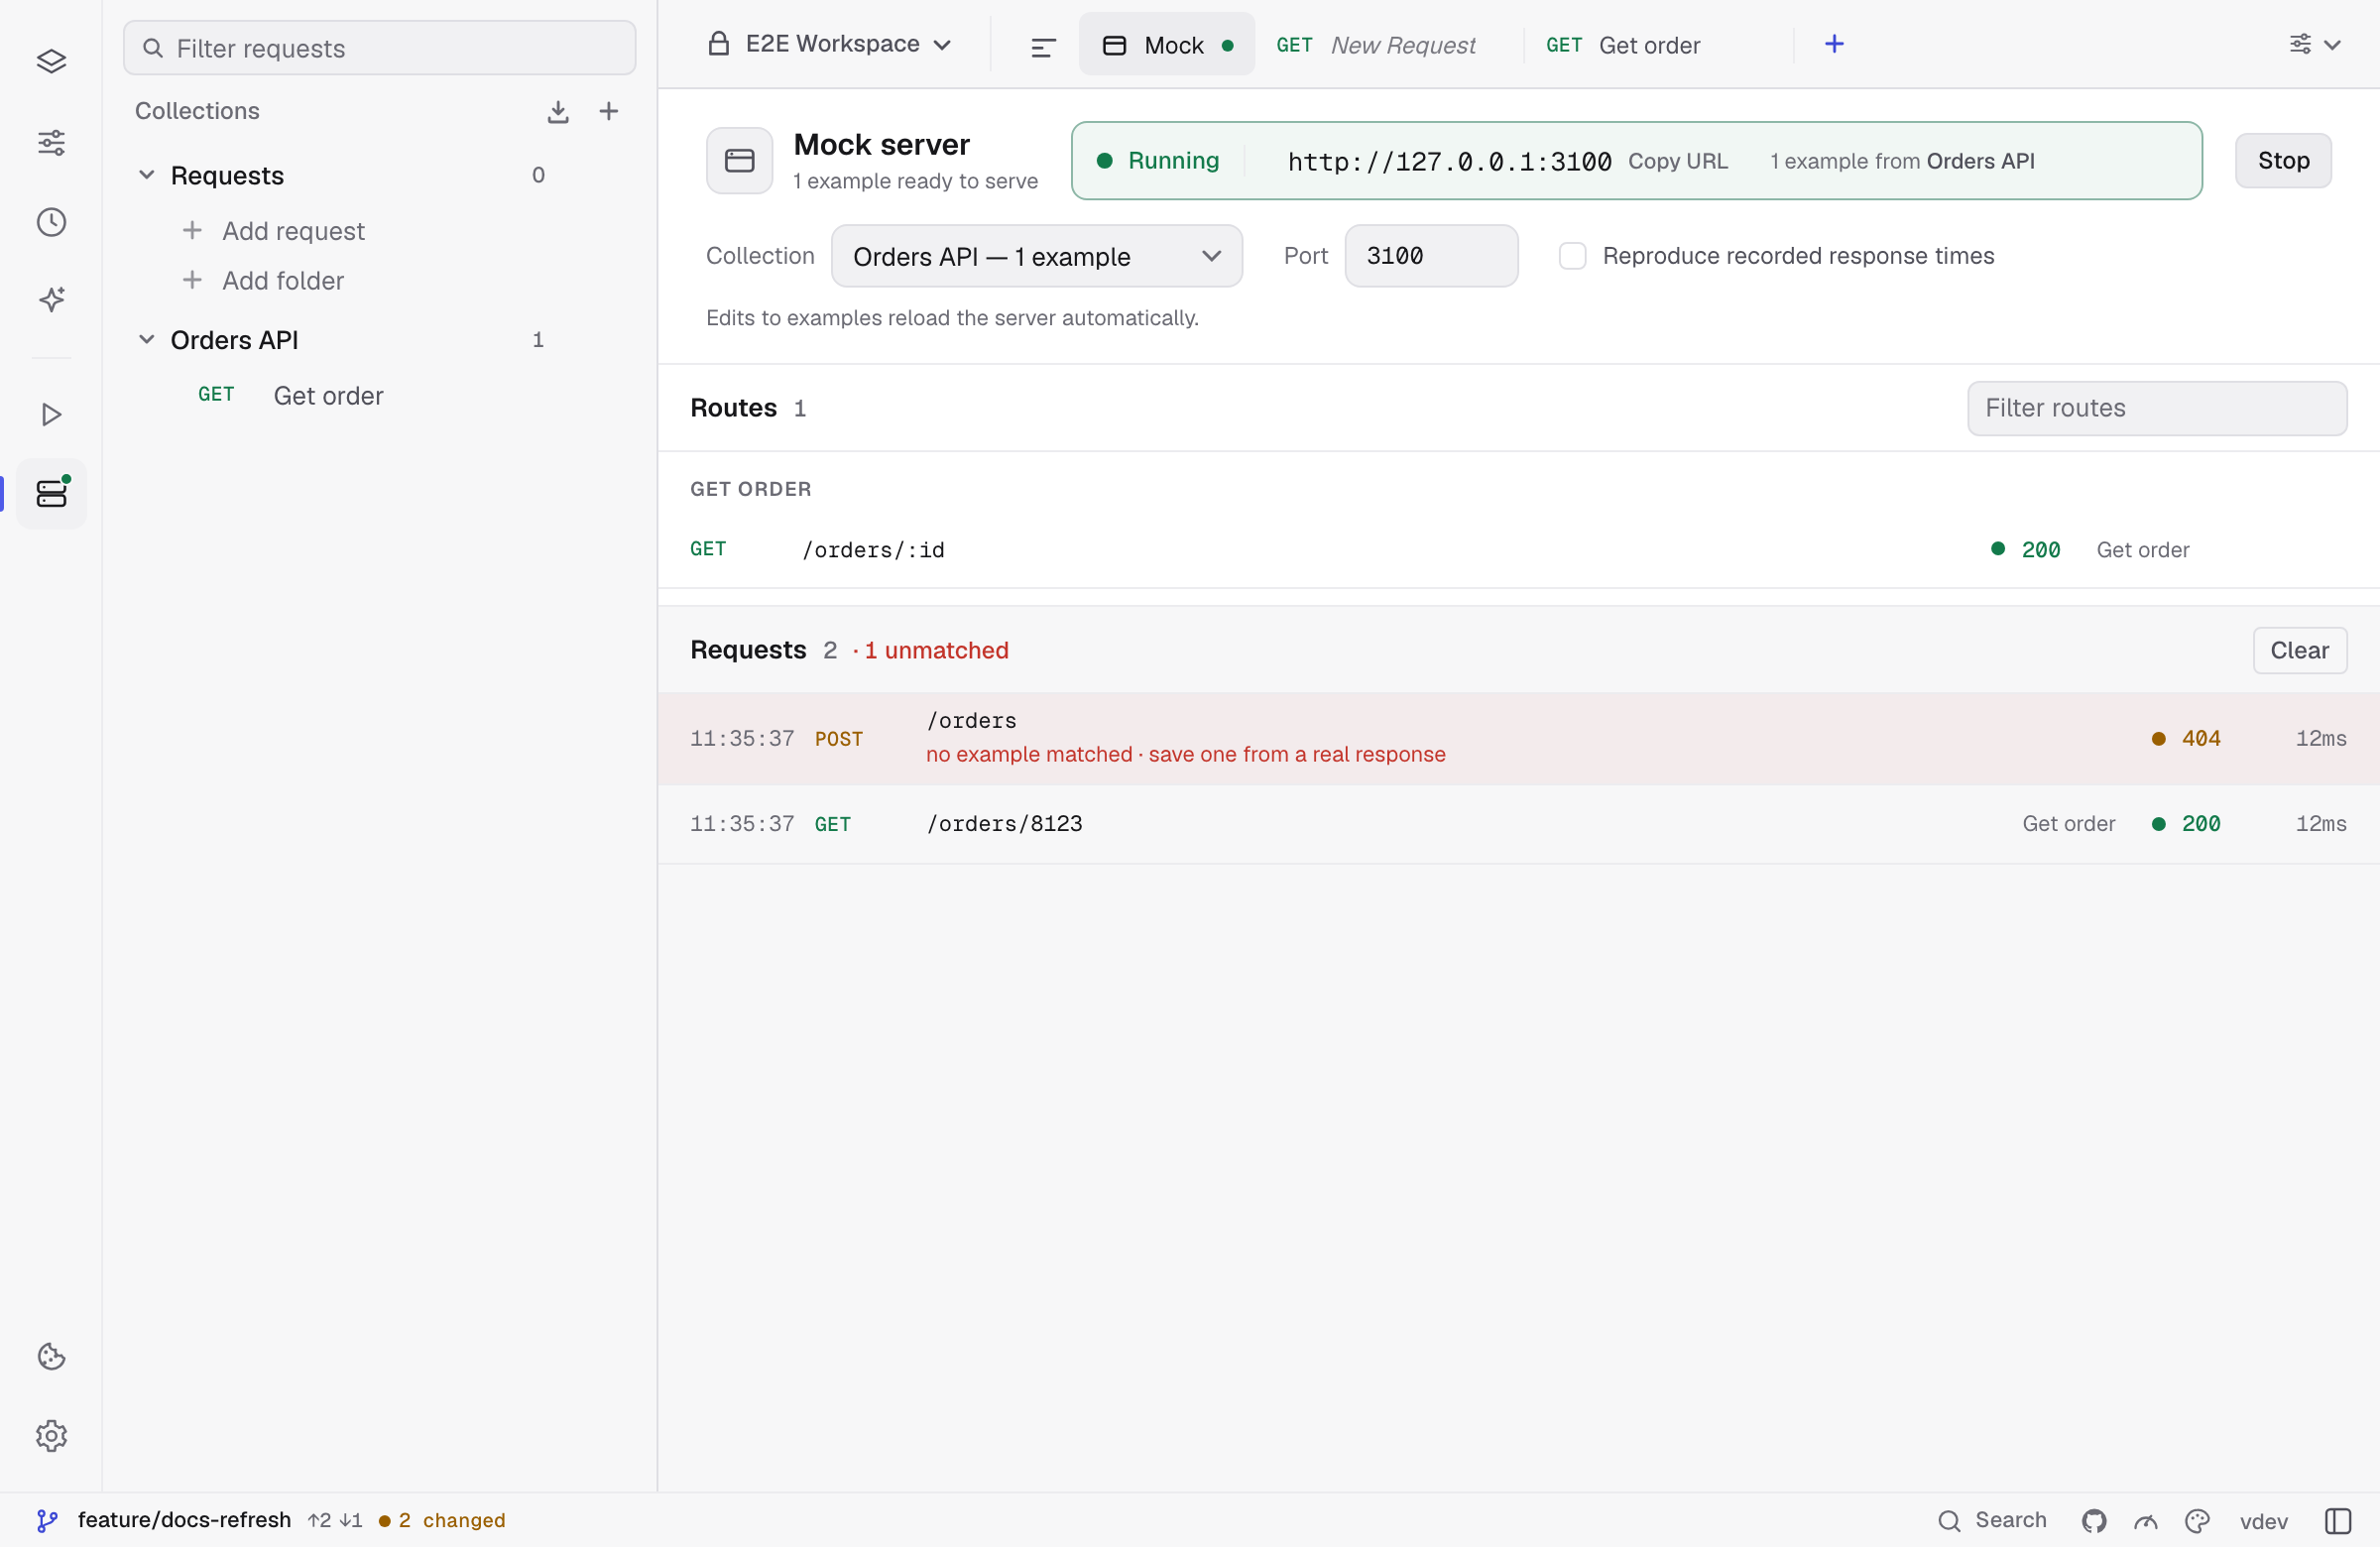 Filter requests
Collections
Requests 0
Add request
Add folder
Orders API 1
GET Get order
E2E Workspace
Mock
GET New Request
GET Get order
Mock server
1 example ready to serve
Running http://127.0.0.1:3100 Copy URL 1 example from Orders API
Stop
Collection Orders API — 1 example Port 3100 Reproduce recorded response times
Edits to examples reload the server automatically.
Routes 1
Filter routes
GET ORDER
GET /orders/:id 200 Get order
Requests 2 · 1 unmatched
Clear
11:35:37 POST /orders 404 12ms
no example matched · save one from a real response
11:35:37 GET /orders/8123 Get order 200 12ms
feature/docs-refresh ↑2 ↓1 2 changed
Search
vdev